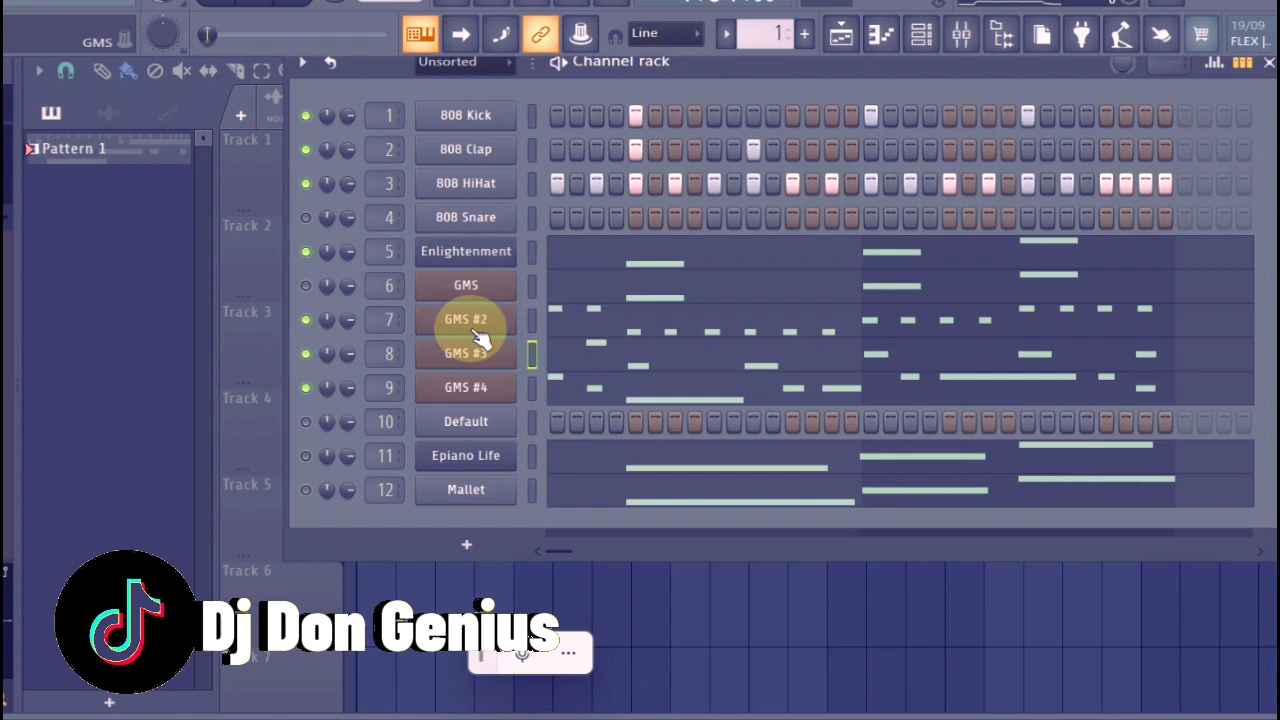 GMS
Line
1
19/09
FLEX |..
Unsorted
Channel rack
Pattern 1
Track 1
Track 2
Track 3
Track 4
Track 5
Track 6
1 808 Kick
2 808 Clap
3 808 HiHat
4 808 Snare
5 Enlightenment
6 GMS
7 GMS #2
8 GMS #3
9 GMS #4
10 Default
11 Epiano Life
12 Mallet
Dj Don Genius